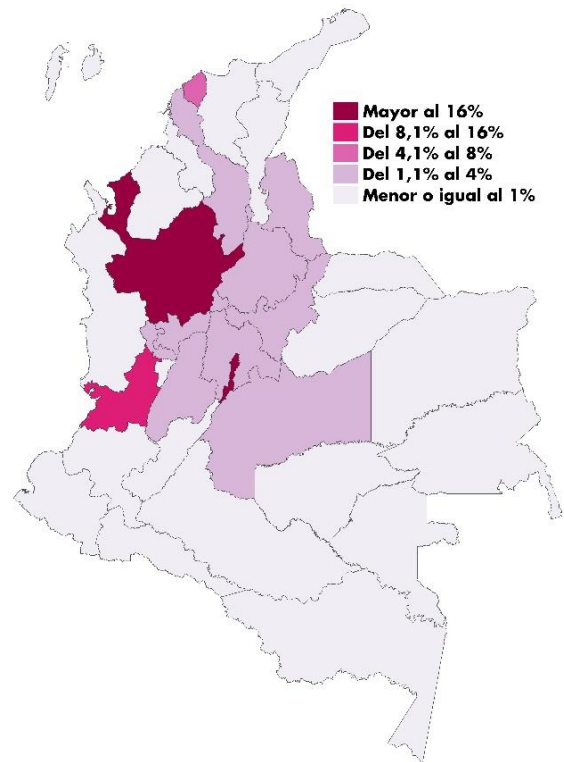 Mayor al 16%
Del 8,1% al 16%
Del 4,1% al 8%
Del 1,1% al 4%
Menor o igual al 1%